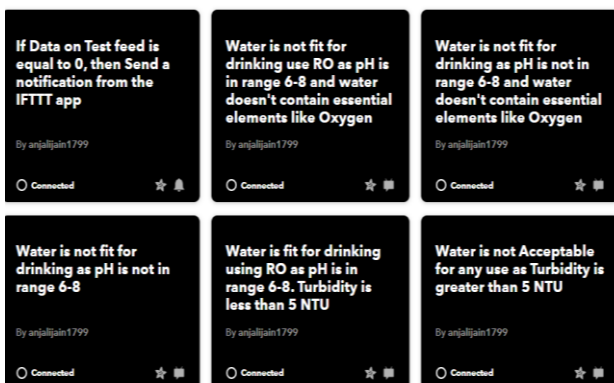 If Data on Test feed is
equal to 0, then Send a
notification from the
IFTTT app
By anjalijain1799
Connected
Water is not fit for
drinking use RO as pH is
in range 6-8 and water
doesn't contain essential
elements like Oxygen
By anjalijain1799
Connected
Water is not fit for
drinking as pH is not in
range 6-8 and water
doesn't contain essential
elements like Oxygen
By anjalijain1799
Connected
Water is not fit for
drinking as pH is not in
range 6-8
By anjalijain1799
Connected
Water is fit for drinking
using RO as pH is in
range 6-8. Turbidity is
less than 5 NTU
By anjalijain1799
Connected
Water is not Acceptable
for any use as Turbidity is
greater than 5 NTU
By anjalijain1799
Connected